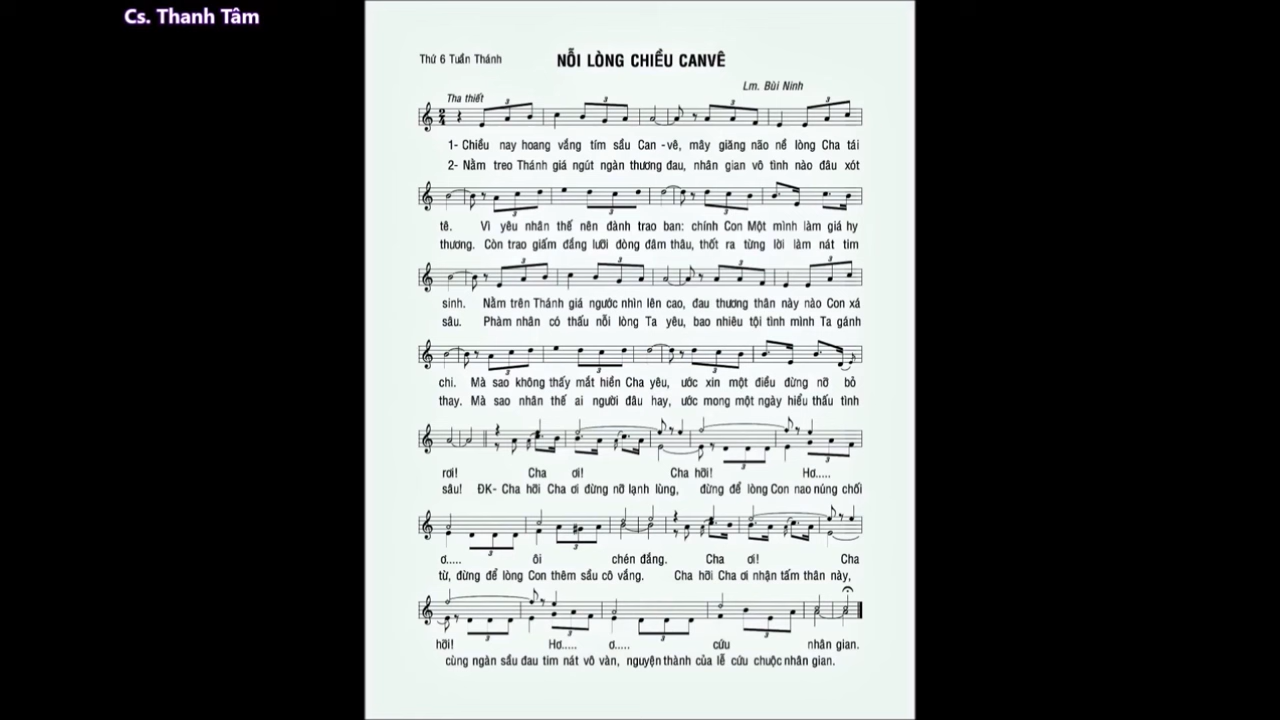 Cs. Thanh Tâm
Thứ 6 Tuần Thánh
NỖI LÒNG CHIỀU CANVÊ
Lm. Bùi Ninh
Tha thiết
1- Chiều nay hoang vắng tím sầu Can -vê, mây giăng não nề lòng Cha tái
2- Nằm treo Thánh giá ngút ngàn thương đau, nhân gian vô tình nào đâu xót
tê. Vì yêu nhân thế nên đành trao ban: chính Con Một mình làm giá hy
thương. Còn trao giấm đắng lưỡi đòng đâm thâu, thốt ra từng lời làm nát tim
sinh. Nằm trên Thánh giá ngước nhìn lên cao, đau thương thân này nào Con xá
sâu. Phàm nhân có thấu nỗi lòng Ta yêu, bao nhiêu tội tình mình Ta gánh
chi. Mà sao không thấy mắt hiền Cha yêu, ước xin một điều đừng nỡ bỏ
thay. Mà sao nhân thế ai người đâu hay, ước mong một ngày hiểu thấu tình
rơi! Cha ơi! Cha hỡi! Hơ.....
sâu! ĐK- Cha hỡi Cha ơi đừng nỡ lạnh lùng, đừng để lòng Con nao núng chối
ơ..... ôi chén đắng. Cha ơi! Cha
từ, đừng để lòng Con thêm sầu cô vắng. Cha hỡi Cha ơi nhận tấm thân này,
hỡi! Hơ..... ơ..... cứu nhân gian.
cùng ngàn sầu đau tim nát vô vàn, nguyện thành của lễ cứu chuộc nhân gian.